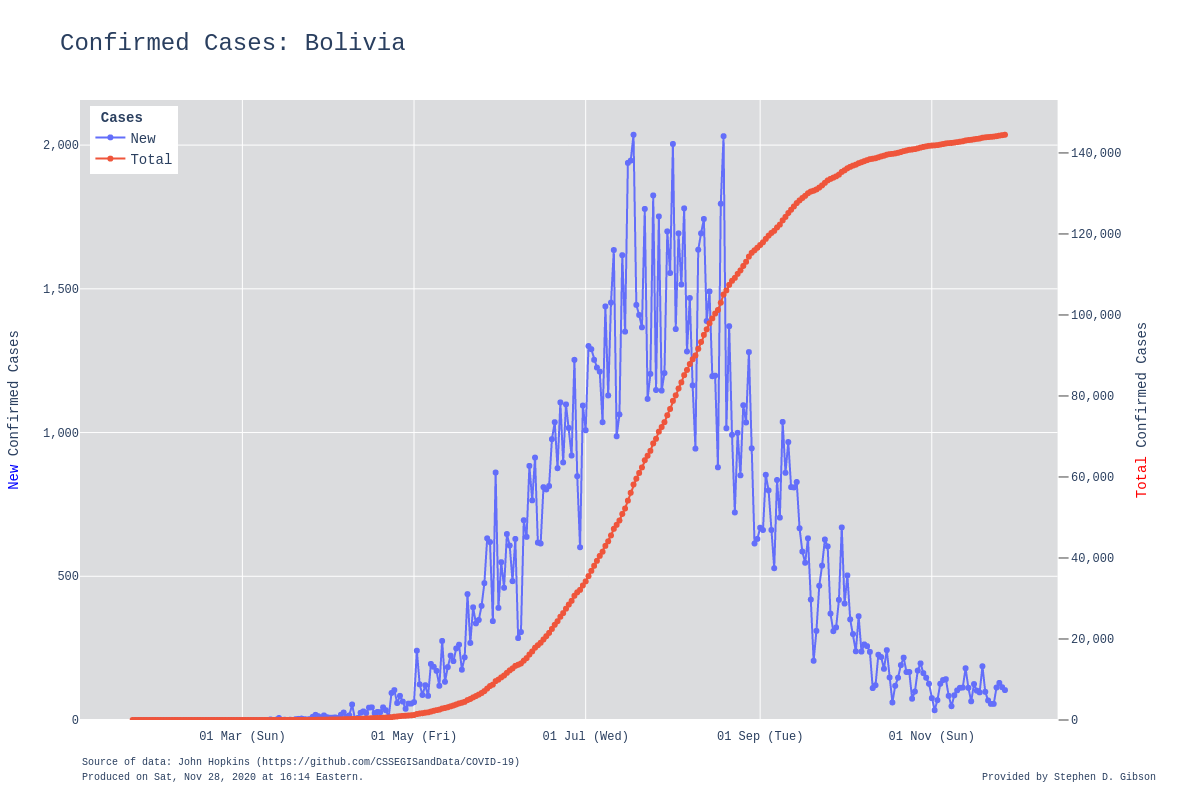 Confirmed Cases: Bolivia
Cases
New
Total
2,000
1,500
1,000
500
0
140,000
120,000
100,000
80,000
60,000
40,000
20,000
0
New Confirmed Cases
Total Confirmed Cases
01 Mar (Sun)
01 May (Fri)
01 Jul (Wed)
01 Sep (Tue)
01 Nov (Sun)
Source of data: John Hopkins (https://github.com/CSSEGISandData/COVID-19)
Produced on Sat, Nov 28, 2020 at 16:14 Eastern.
Provided by Stephen D. Gibson